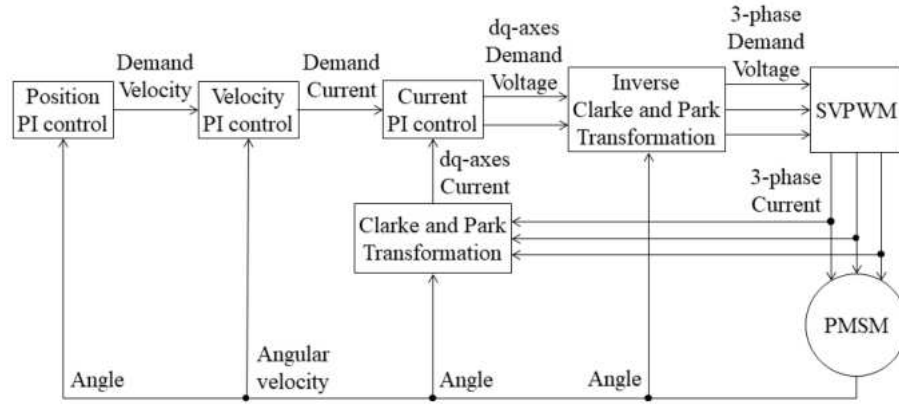 dq-axes
Demand
Voltage
3-phase
Demand
Voltage
Demand
Velocity
Demand
Current
Position
PI control
Velocity
PI control
Current
PI control
Inverse
Clarke and Park
Transformation
SVPWM
dq-axes
Current
3-phase
Current
Clarke and Park
Transformation
PMSM
Angle
Angular
velocity
Angle
Angle